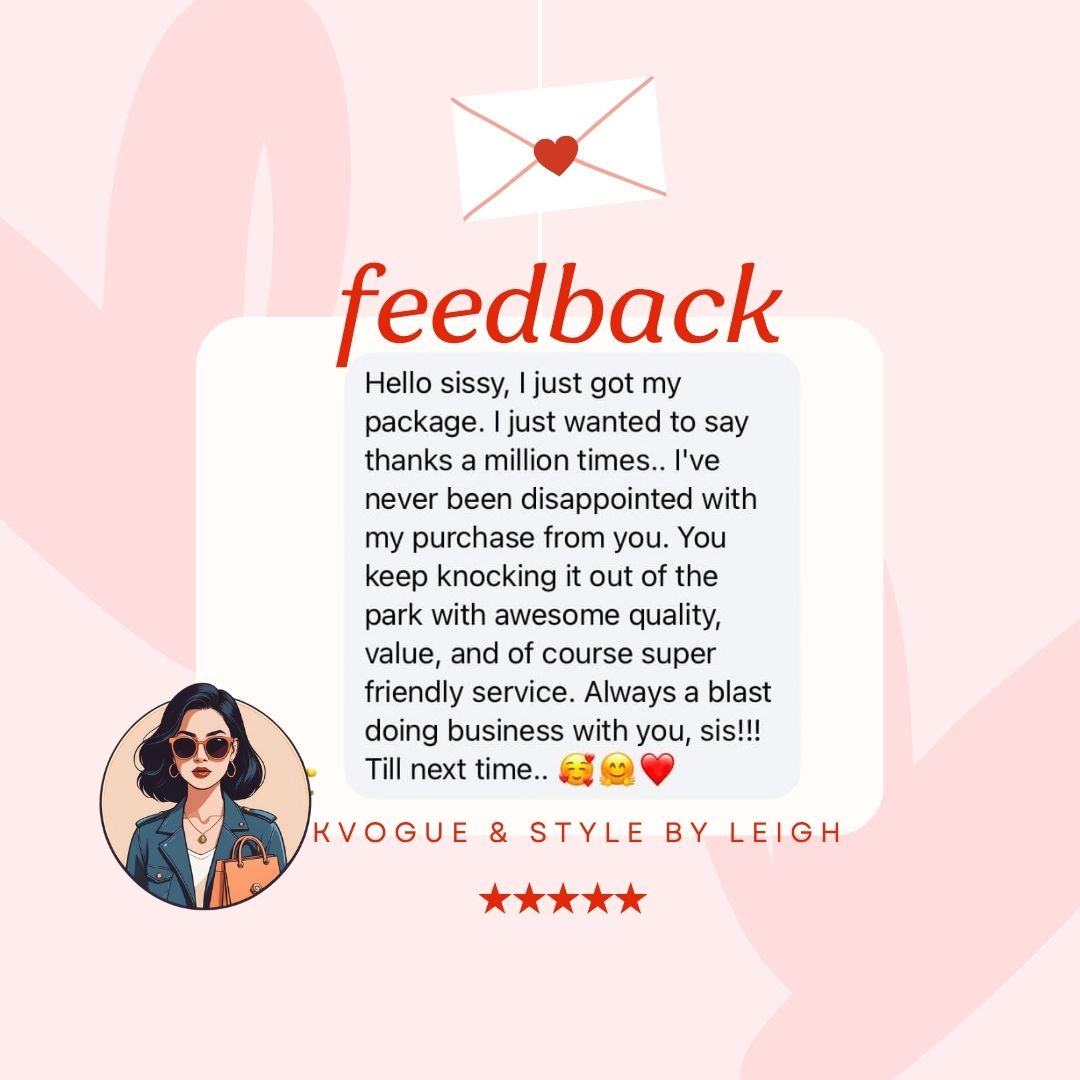 feedback
Hello sissy, I just got my
package. I just wanted to say
thanks a million times.. I've
never been disappointed with
my purchase from you. You
keep knocking it out of the
park with awesome quality,
value, and of course super
friendly service. Always a blast
doing business with you, sis!!!
Till next time.. 🥰🤗❤️
KVOGUE & STYLE BY LEIGH
★★★★★